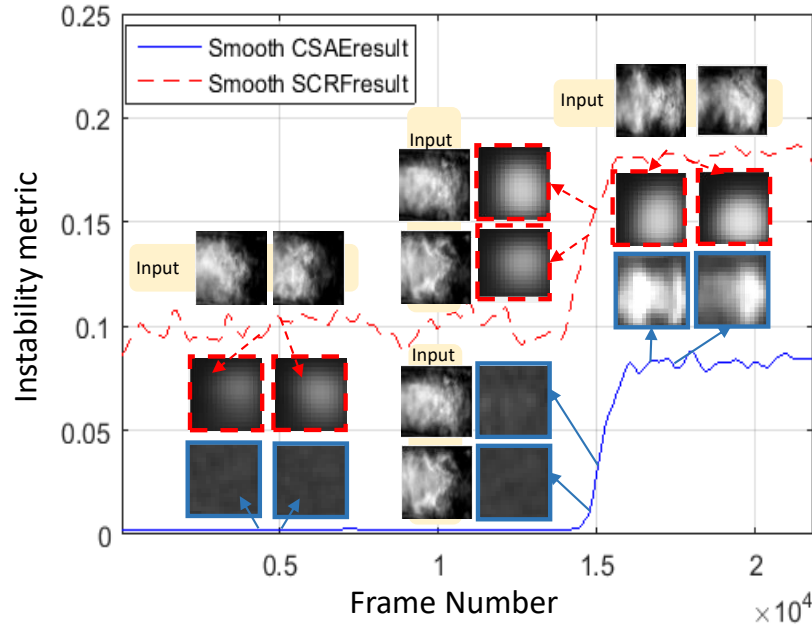 0.25
Smooth CSAEresult
Smooth SCRFresult
Input
0.2
Input
0.15
Input
0.1
Input
0.05
0
0.5
1
1.5
2
×10⁴
Instability metric
Frame Number